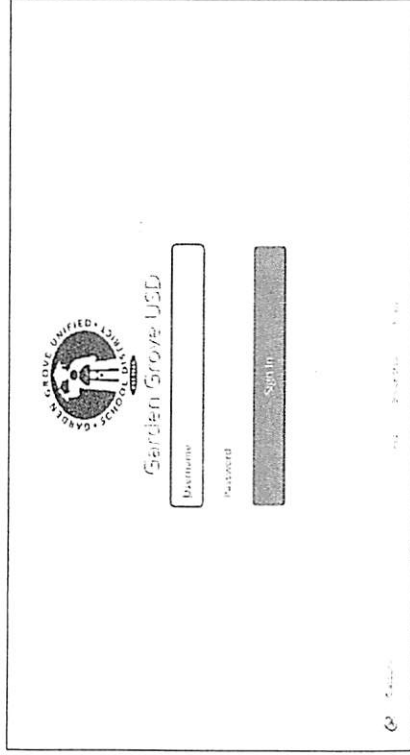 GARDEN GROVE UNIFIED
SCHOOL DISTRICT
Garden Grove USD
Username
Password
Sign In